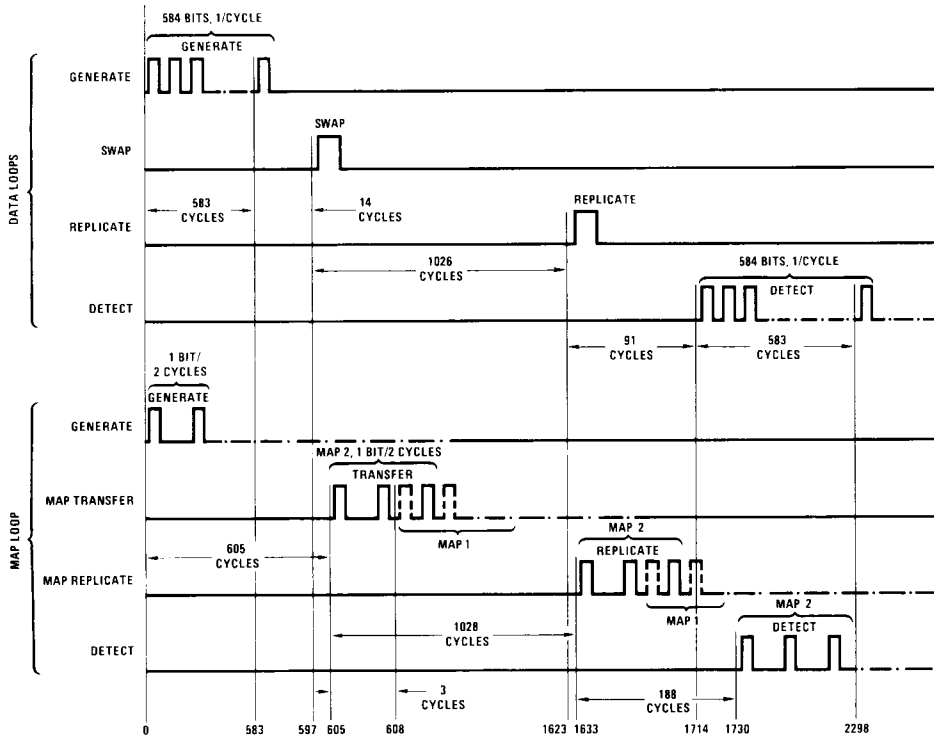 584 BITS, 1/CYCLE
GENERATE
GENERATE
SWAP
SWAP
583
CYCLES
14
CYCLES
REPLICATE
REPLICATE
1026
CYCLES
584 BITS, 1/CYCLE
DETECT
DETECT
DATA LOOPS
91
CYCLES
583
CYCLES
1 BIT/
2 CYCLES
GENERATE
GENERATE
MAP 2, 1 BIT/2 CYCLES
TRANSFER
MAP TRANSFER
MAP 1
MAP LOOP
605
CYCLES
MAP 2
REPLICATE
MAP REPLICATE
MAP 1
1028
CYCLES
MAP 2
DETECT
DETECT
3
CYCLES
188
CYCLES
0 583 597 605 608 1623 1633 1714 1730 2298